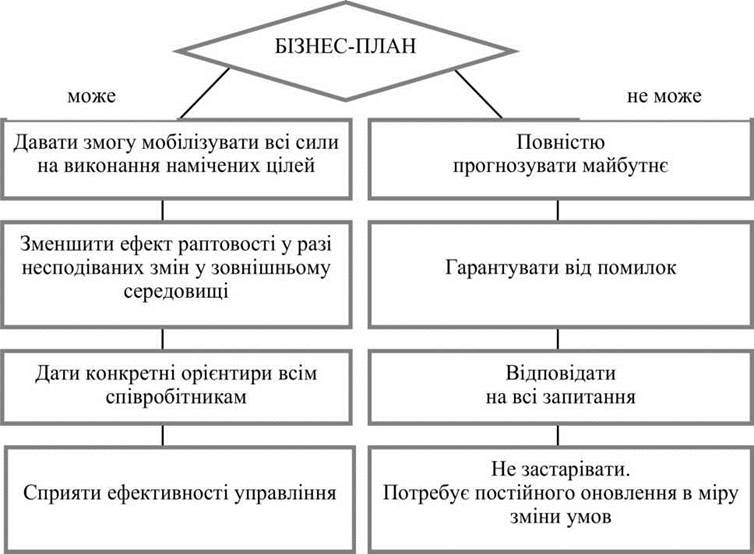 БІЗНЕС-ПЛАН
може
не може
Давати змогу мобілізувати всі сили
на виконання намічених цілей
Повністю
прогнозувати майбутнє
Зменшити ефект раптовості у разі
несподіваних змін у зовнішньому
середовищі
Гарантувати від помилок
Дати конкретні орієнтири всім
співробітникам
Відповідати
на всі запитання
Сприяти ефективності управління
Не застарівати.
Потребує постійного оновлення в міру
зміни умов